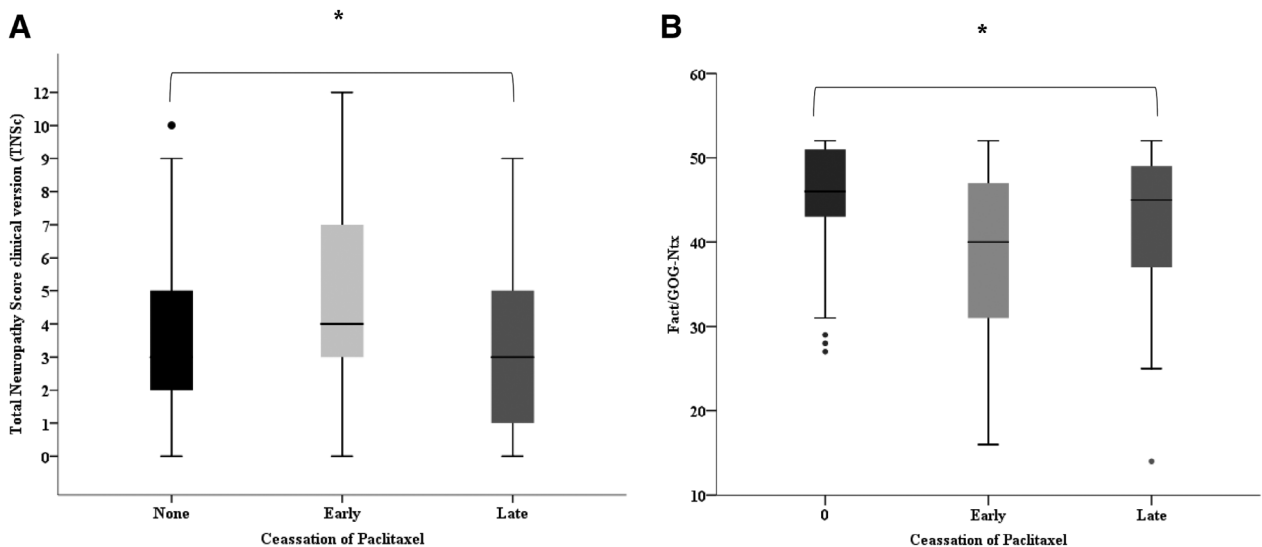 A
*
Total Neuropathy Score clinical version (TNSc)
12
10
9
8
7
6
5
4
3
2
1
0
None
Early
Late
Ceassation of Paclitaxel
B
*
Fact/GOG-Ntx
60
50
40
30
20
10
0
Early
Late
Ceassation of Paclitaxel